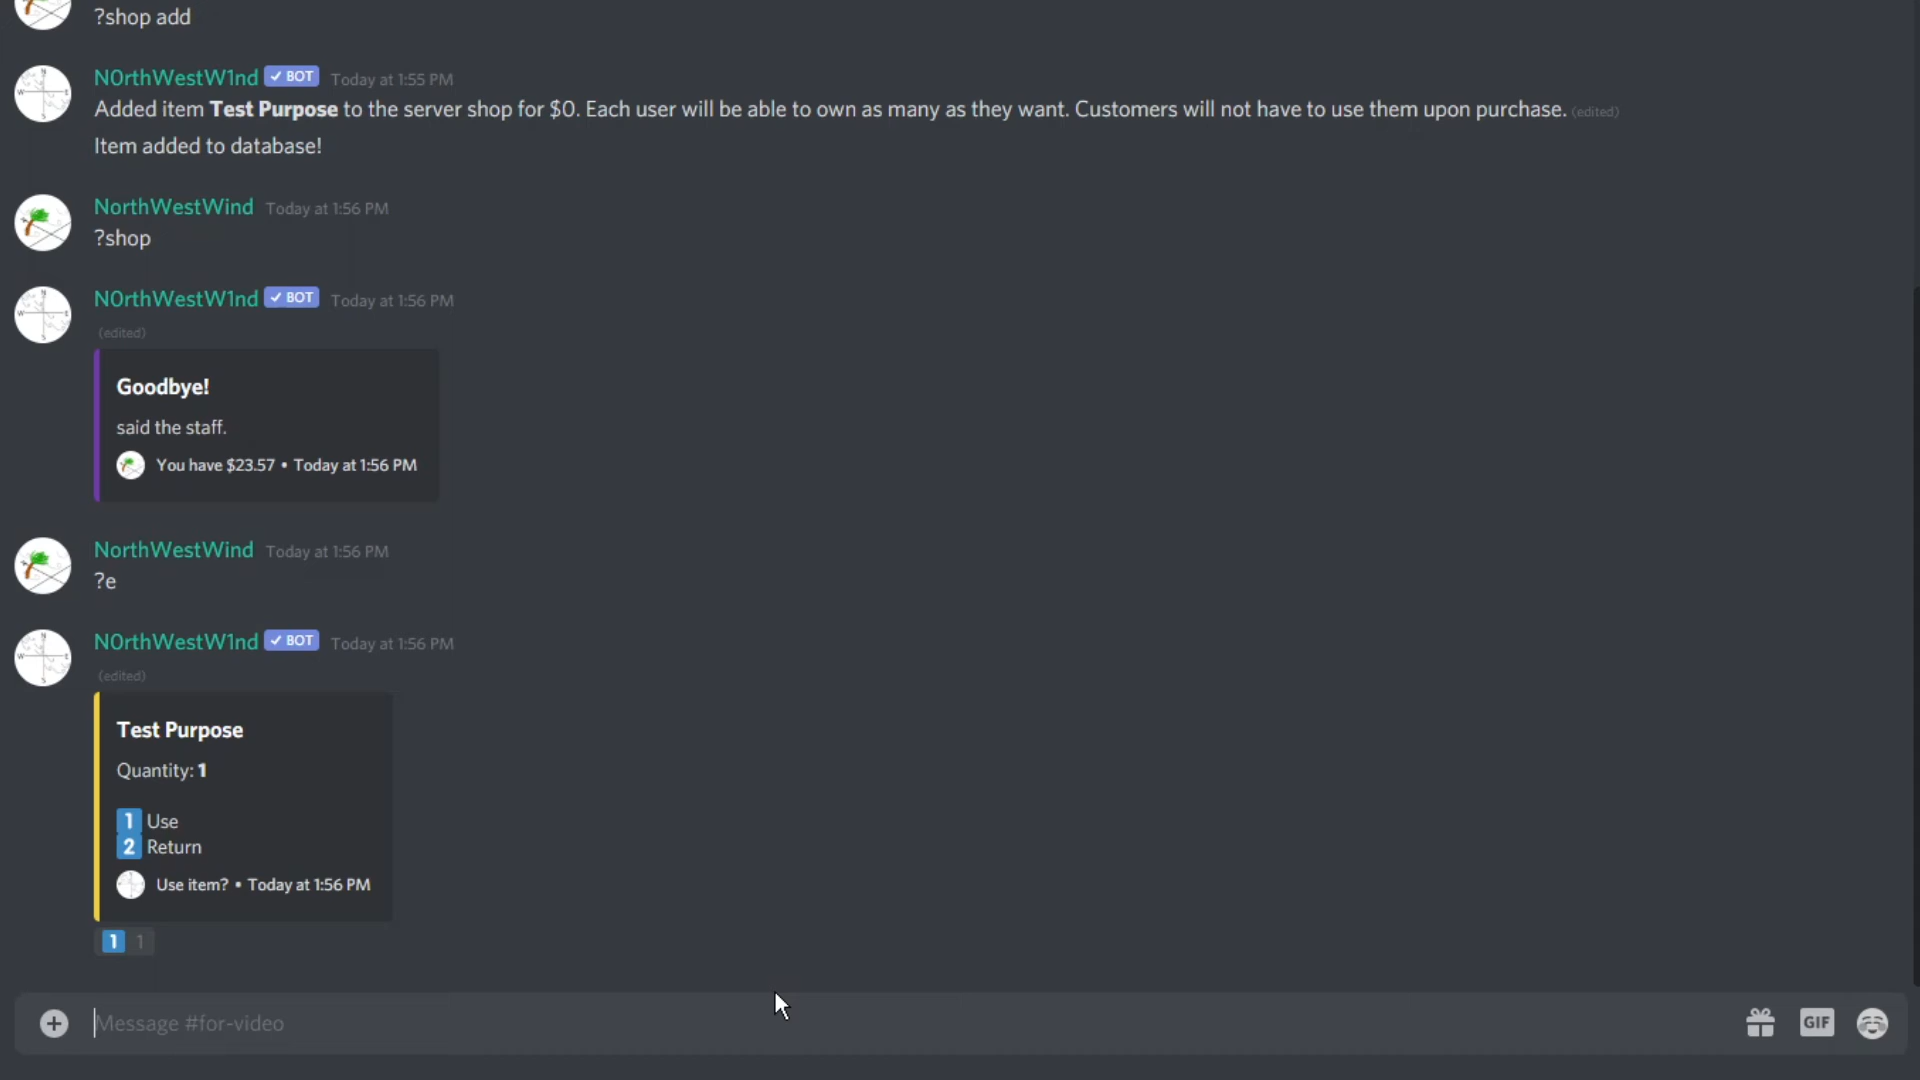 ?shop add
N0rthWestW1nd ✓ BOT Today at 1:55 PM
Added item Test Purpose to the server shop for $0. Each user will be able to own as many as they want. Customers will not have to use them upon purchase. (edited)
Item added to database!
NorthWestWind Today at 1:56 PM
?shop
N0rthWestW1nd ✓ BOT Today at 1:56 PM
(edited)
Goodbye!
said the staff.
You have $23.57 • Today at 1:56 PM
NorthWestWind Today at 1:56 PM
?e
N0rthWestW1nd ✓ BOT Today at 1:56 PM
(edited)
Test Purpose
Quantity: 1
1 Use
2 Return
Use item? • Today at 1:56 PM
1 1
Message #for-video
GIF